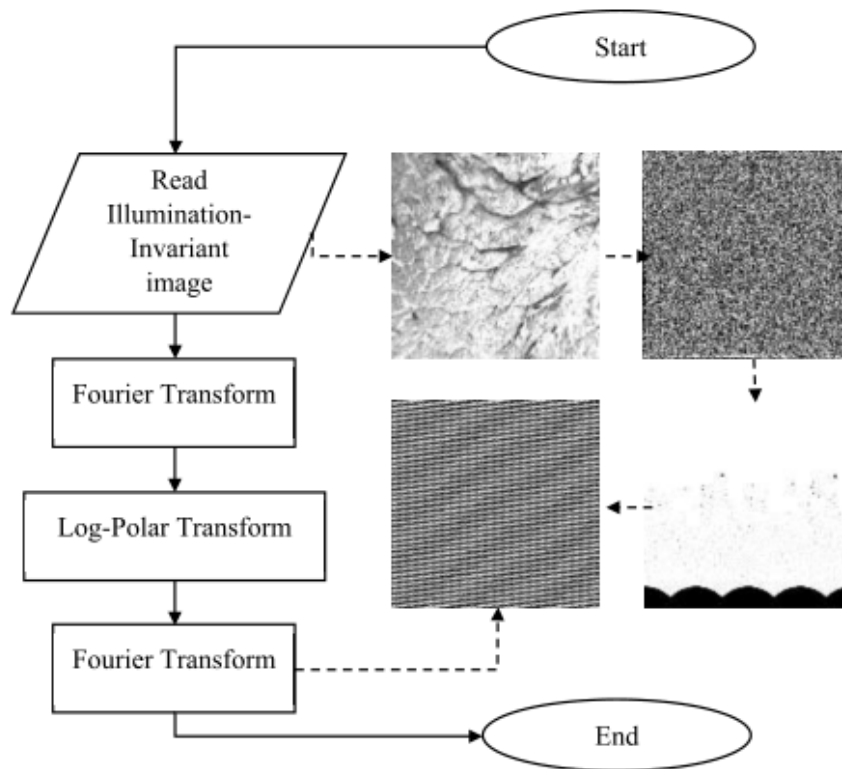 Start
Read
Illumination-
Invariant
image
Fourier Transform
Log-Polar Transform
Fourier Transform
End